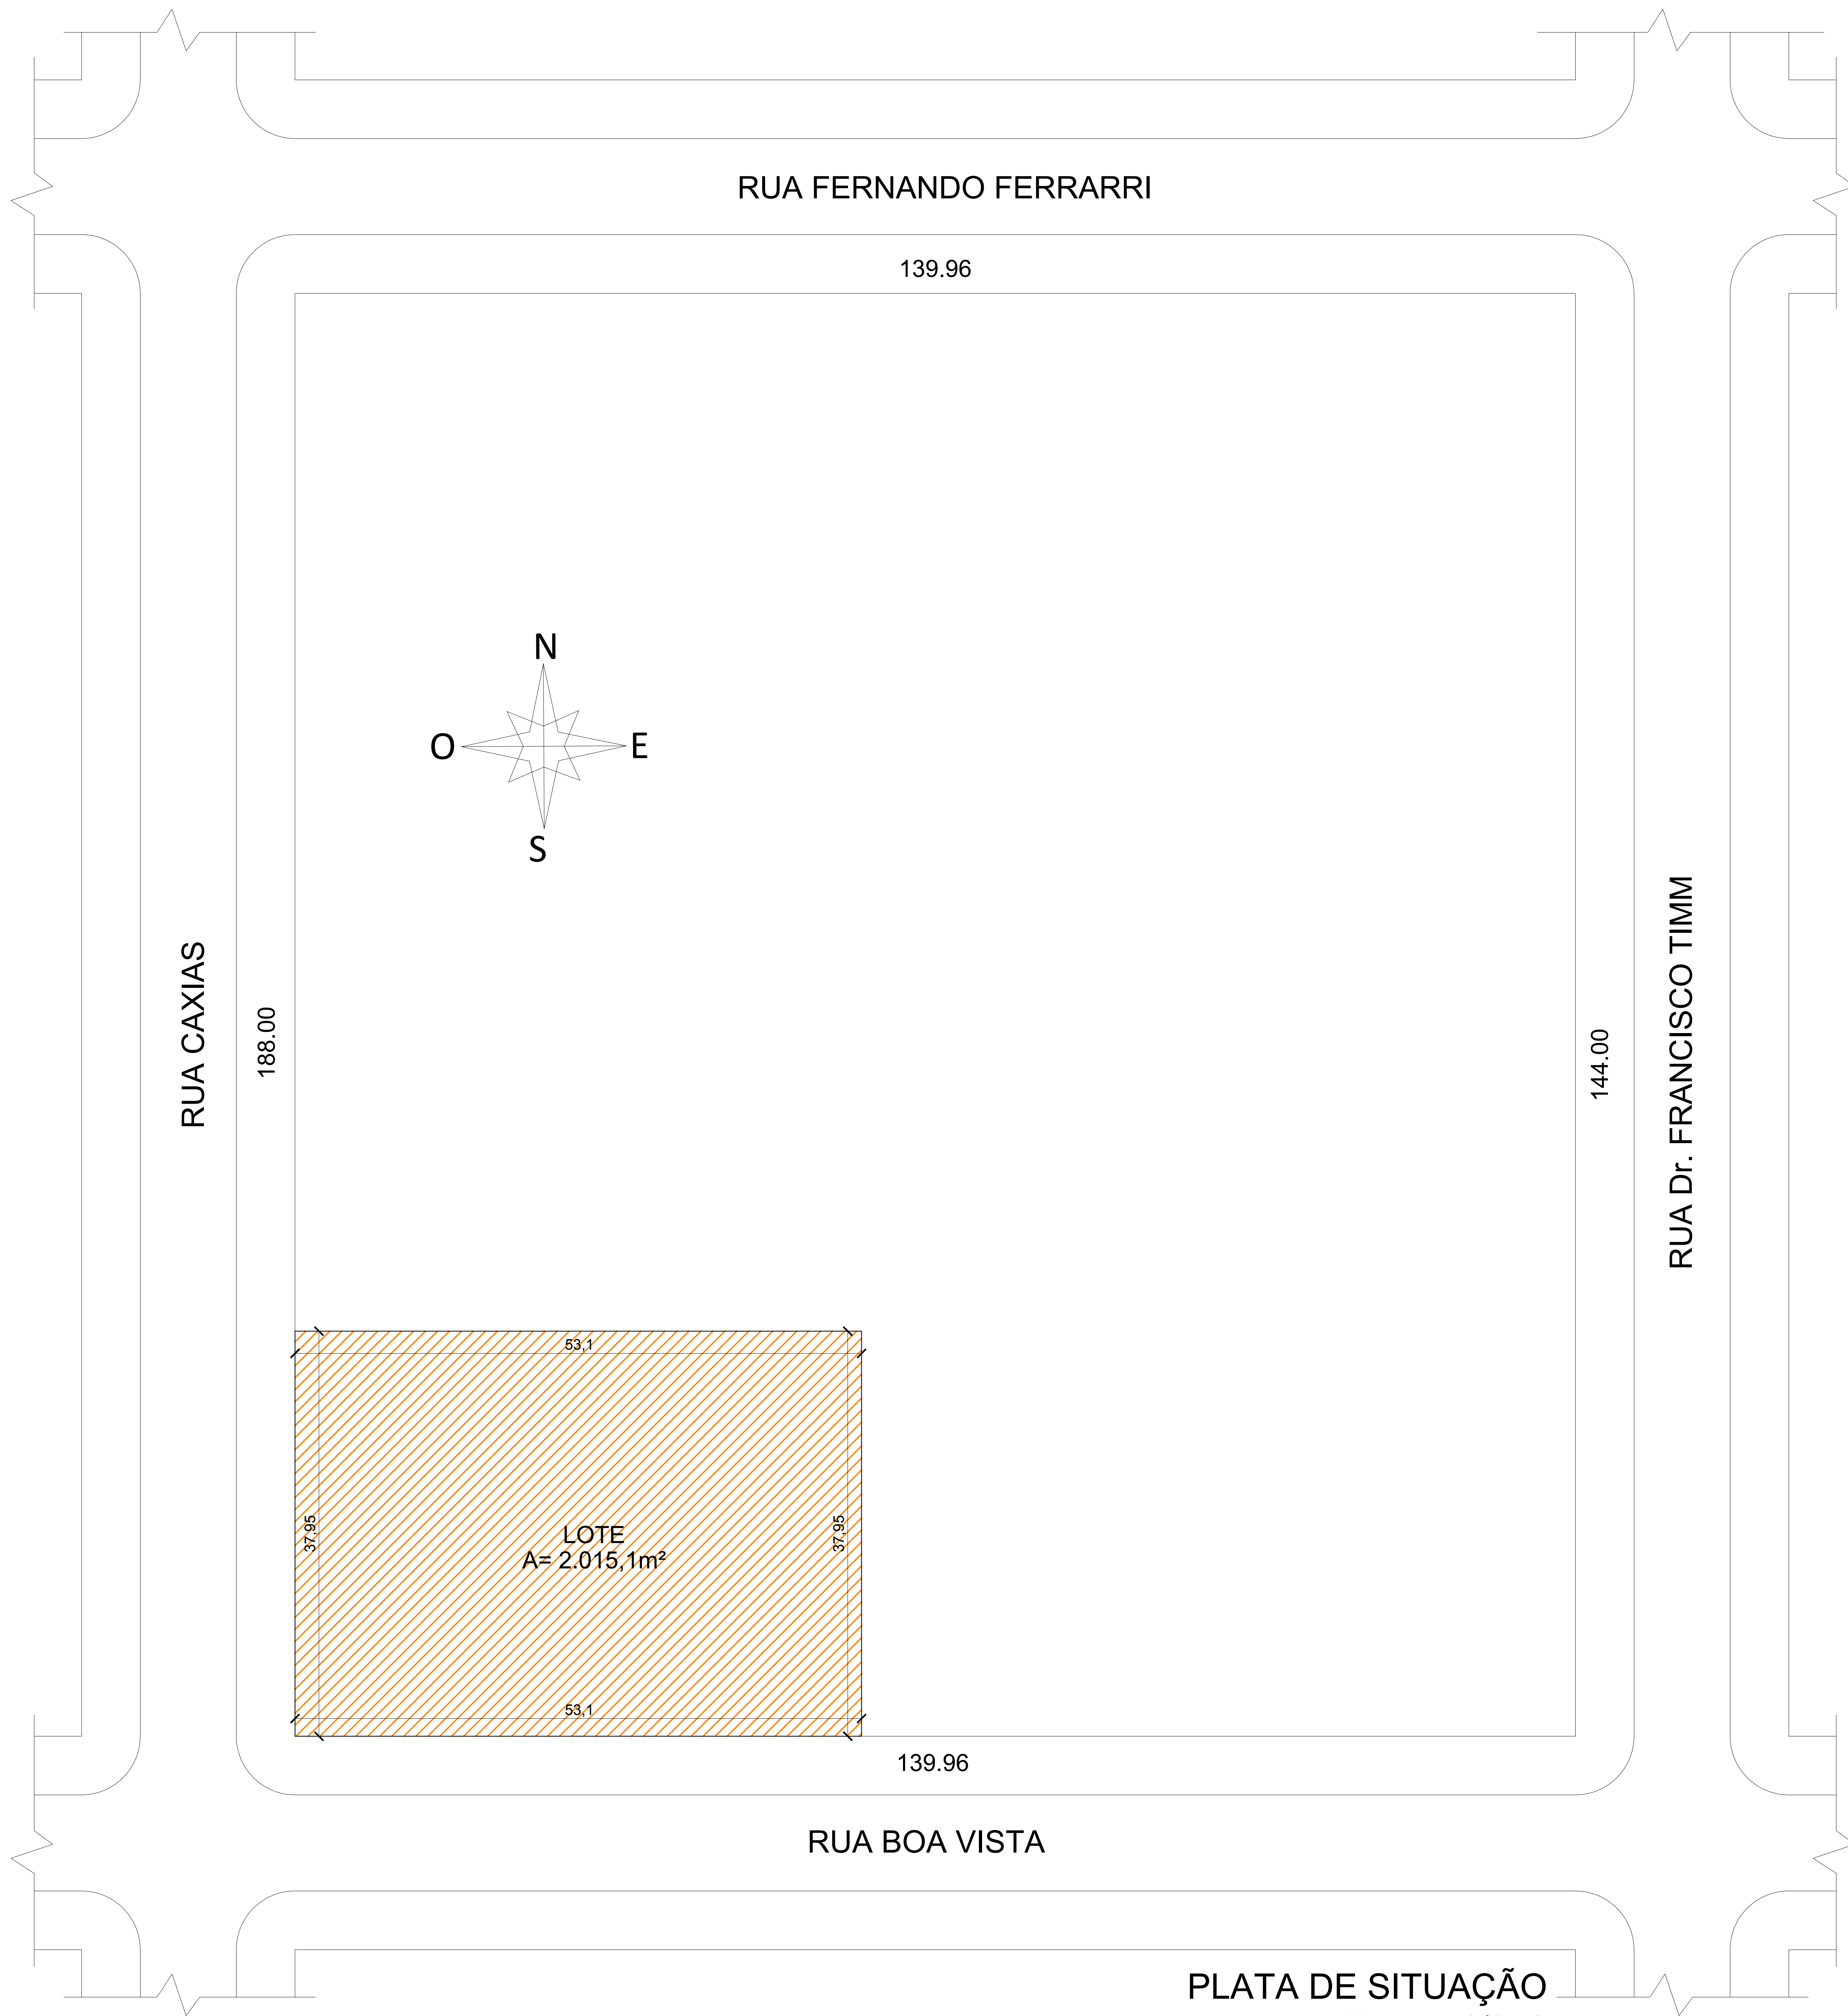 RUA FERNANDO FERRARRI
139.96
N
O
E
S
RUA CAXIAS
188.00
144.00
RUA Dr. FRANCISCO TIMM
53,1
37,95
37,95
LOTE
A= 2.015,1m²
53,1
139.96
RUA BOA VISTA
PLATA DE SITUAÇÃO